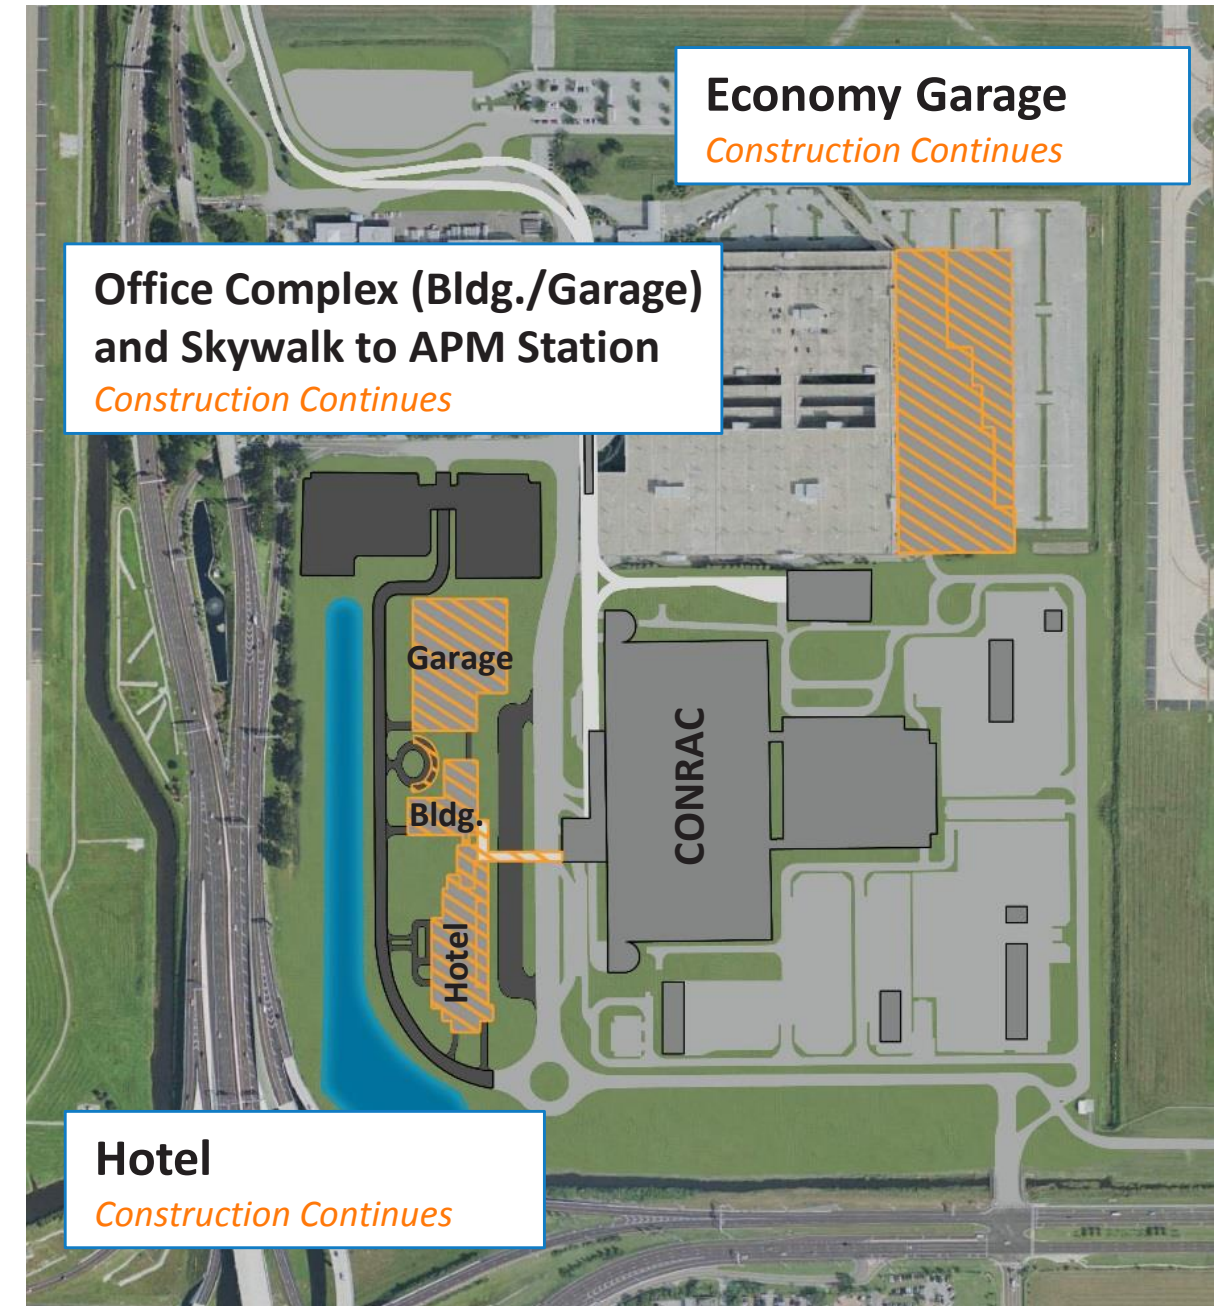 Economy Garage
Construction Continues
Office Complex (Bldg./Garage)
and Skywalk to APM Station
Construction Continues
Garage
Bldg.
CONRAC
Hotel
Hotel
Construction Continues